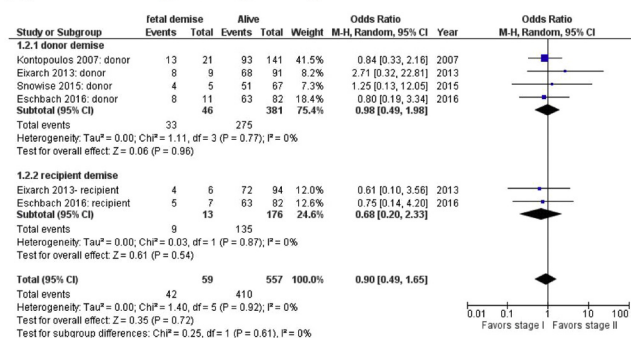 fetal demise Alive Odds Ratio Odds Ratio
Study or Subgroup Events Total Events Total Weight M-H, Random, 95% CI Year M-H, Random, 95% CI
1.2.1 donor demise
Kontopoulos 2007: donor 13 21 93 141 41.5% 0.84 [0.33, 2.16] 2007
Eixarch 2013: donor 8 9 68 91 8.2% 2.71 [0.32, 22.81] 2013
Snowise 2015: donor 4 5 51 67 7.3% 1.25 [0.13, 12.05] 2015
Eschbach 2016: donor 8 11 63 82 18.4% 0.80 [0.19, 3.34] 2016
Subtotal (95% CI) 46 381 75.4% 0.98 [0.49, 1.98]
Total events 33 275
Heterogeneity: Tau² = 0.00; Chi² = 1.11, df = 3 (P = 0.77); I² = 0%
Test for overall effect: Z = 0.06 (P = 0.96)
1.2.2 recipient demise
Eixarch 2013- recipient 4 6 72 94 12.0% 0.61 [0.10, 3.56] 2013
Eschbach 2016: recipient 5 7 63 82 12.6% 0.75 [0.14, 4.20] 2016
Subtotal (95% CI) 13 176 24.6% 0.68 [0.20, 2.33]
Total events 9 135
Heterogeneity: Tau² = 0.00; Chi² = 0.03, df = 1 (P = 0.87); I² = 0%
Test for overall effect: Z = 0.61 (P = 0.54)
Total (95% CI) 59 557 100.0% 0.90 [0.49, 1.65]
Total events 42 410
Heterogeneity: Tau² = 0.00; Chi² = 1.40, df = 5 (P = 0.92); I² = 0%
Test for overall effect: Z = 0.35 (P = 0.72)
Test for subgroup differences: Chi² = 0.25, df = 1 (P = 0.61), I² = 0%
0.01 0.1 1 10 100
Favors stage I Favors stage II